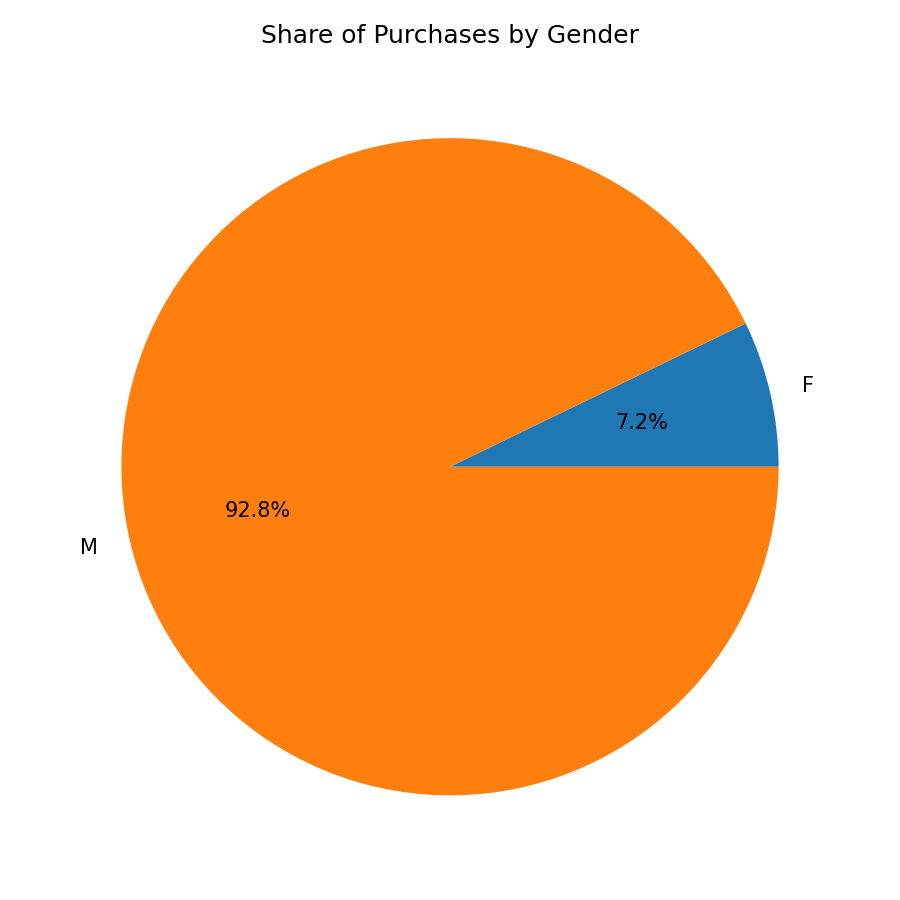 Share of Purchases by Gender
F
7.2%
92.8%
M